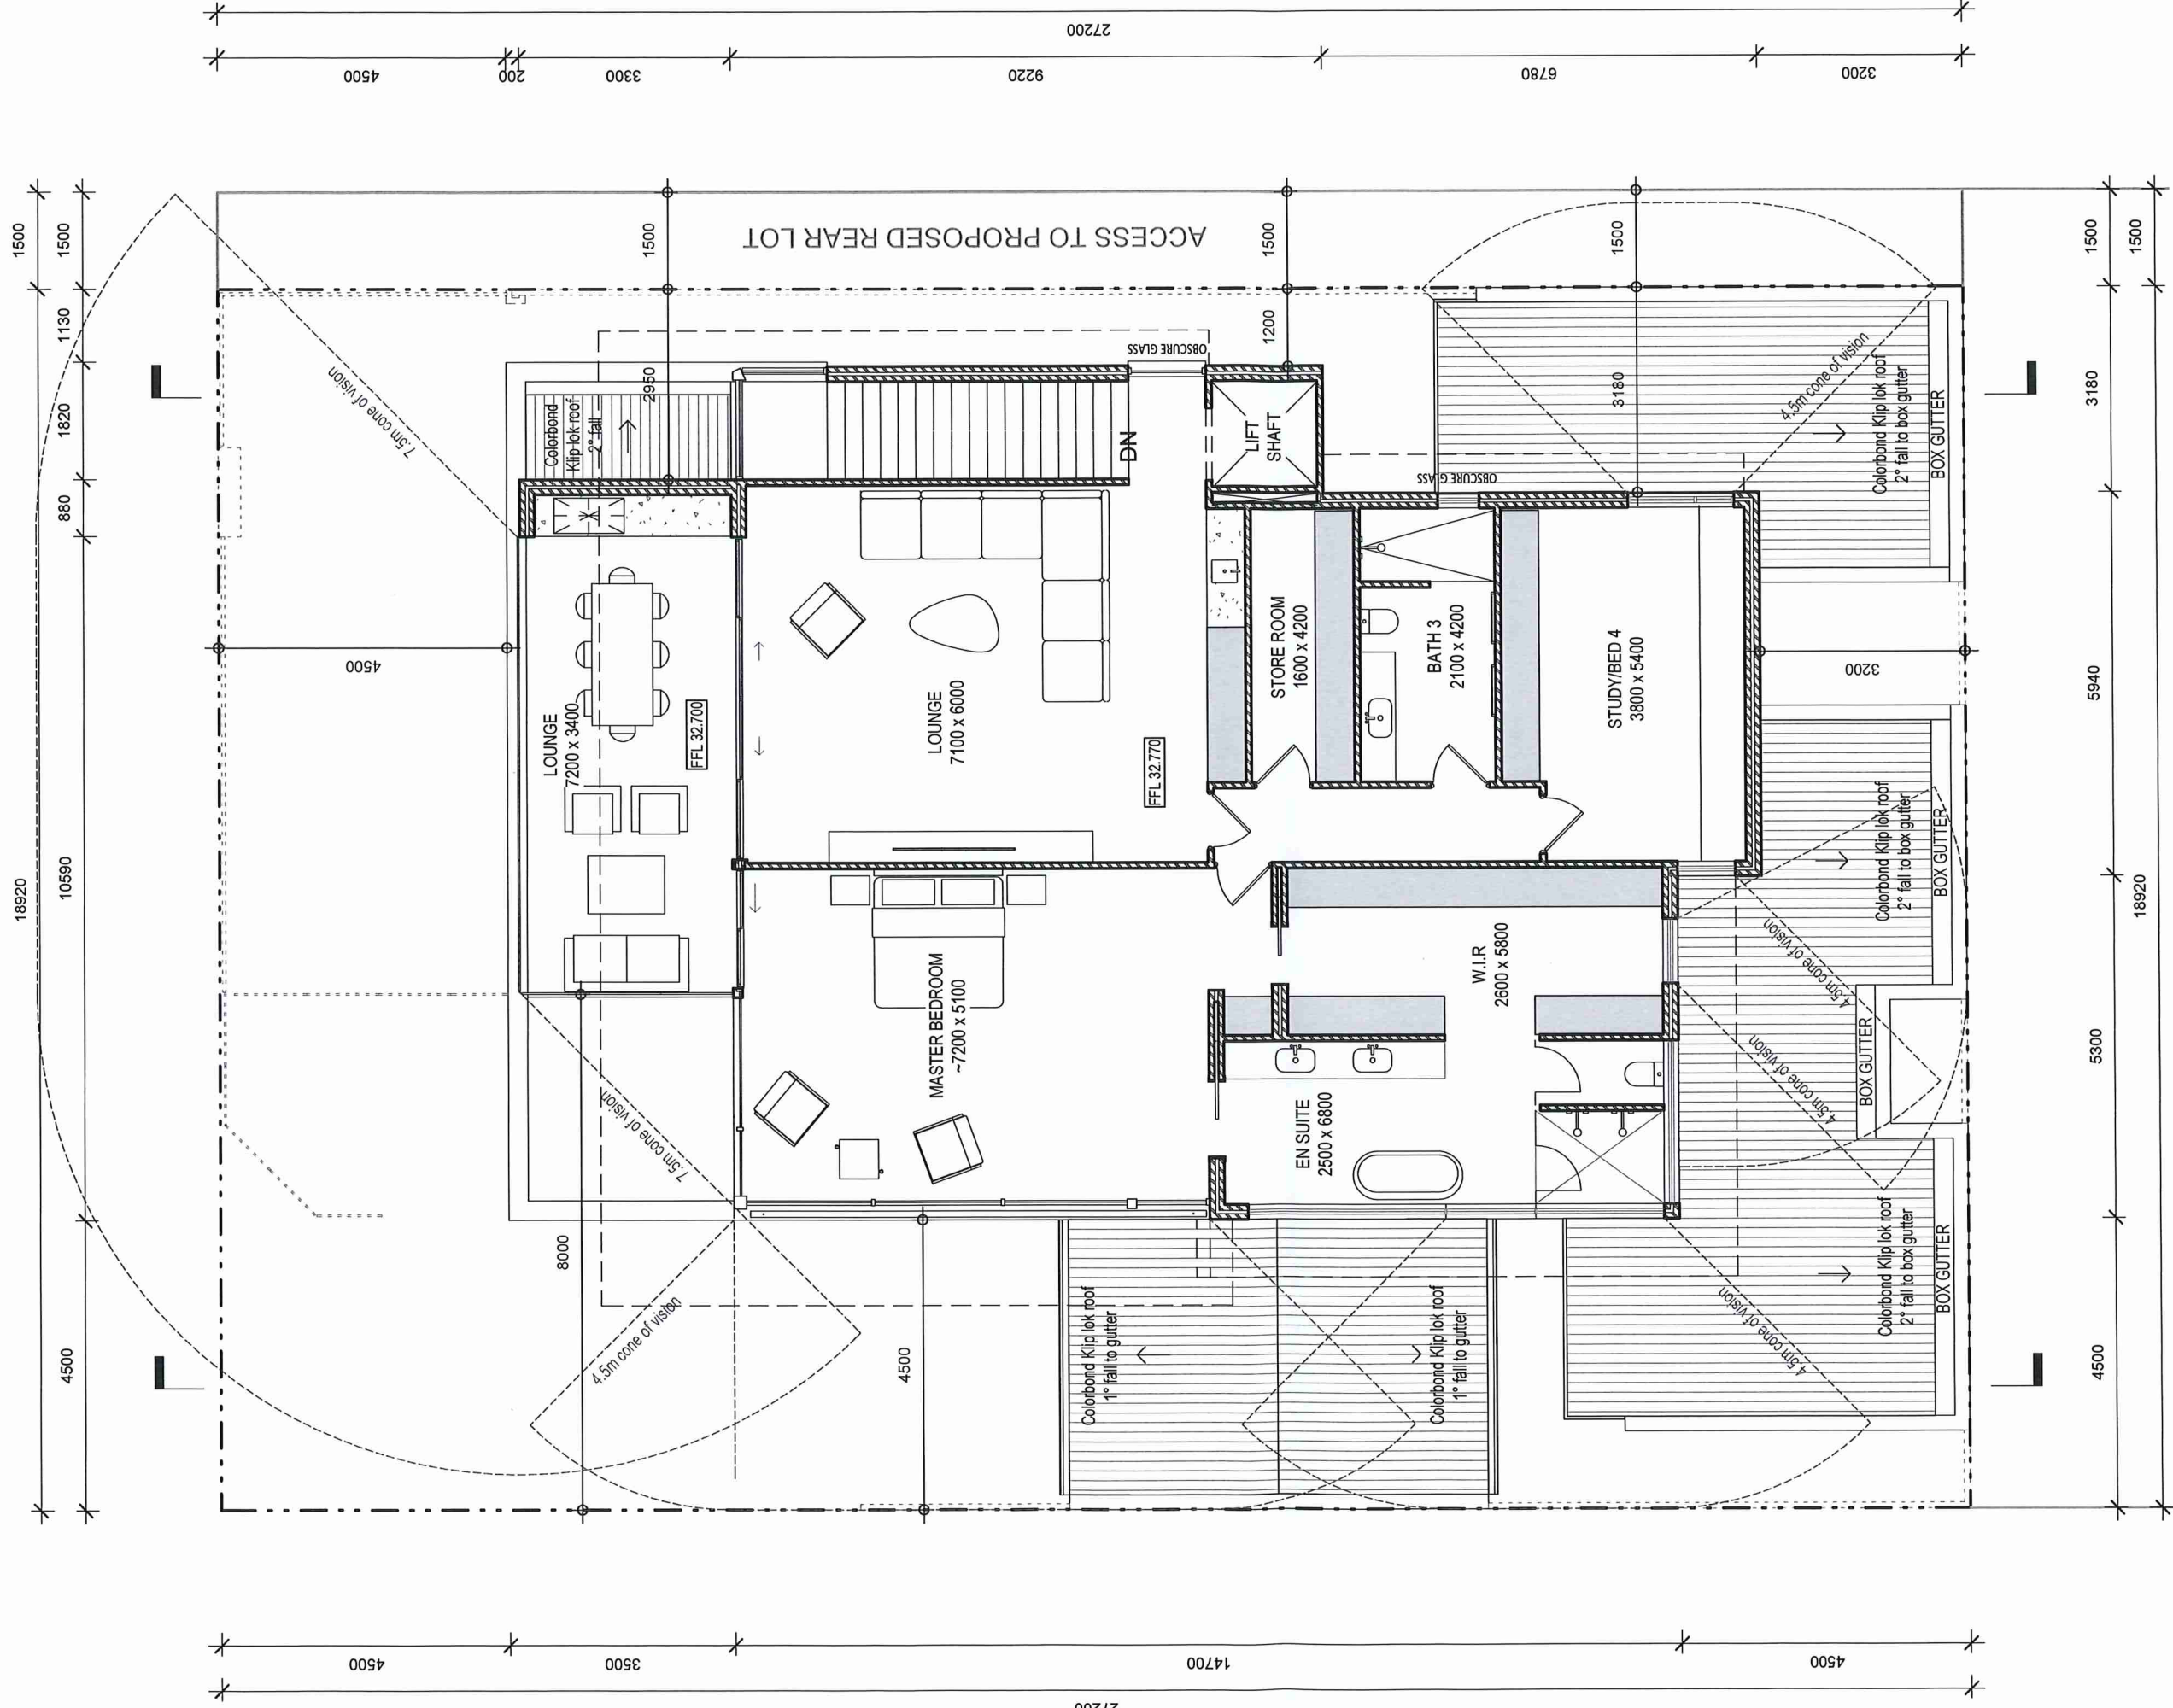 27200
4500
200
3300
9220
6780
3200
1500
1500
1500
1500
1500
1500
1500
ACCESS TO PROPOSED REAR LOT
1130
1200
7.5m cone of vision
OBSCURE GLASS
2950
1820
Colorbond
Klip-lok roof
2° fall
DN
LIFT
SHAFT
3180
4.5m cone of vision
Colorbond Klip lok roof
2° fall to box gutter
BOX GUTTER
3180
880
OBSCURE GLASS
4500
LOUNGE
7200 x 3400
FFL 32.700
LOUNGE
7100 x 6000
FFL 32.770
STORE ROOM
1600 x 4200
BATH 3
2100 x 4200
STUDY/BED 4
3800 x 5400
3200
5940
18920
10590
Colorbond Klip lok roof
2° fall to box gutter
BOX GUTTER
18920
MASTER BEDROOM
~7200 x 5100
W.I.R
2600 x 5800
4.5m cone of vision
4.5m cone of vision
BOX GUTTER
5300
7.5m cone of vision
EN SUITE
2500 x 6800
8000
4.5m cone of vision
4500
4500
Colorbond Klip lok roof
1° fall to gutter
Colorbond Klip lok roof
1° fall to gutter
4.5m cone of vision
Colorbond Klip lok roof
2° fall to box gutter
BOX GUTTER
4500
4500
3500
14700
4500
27200